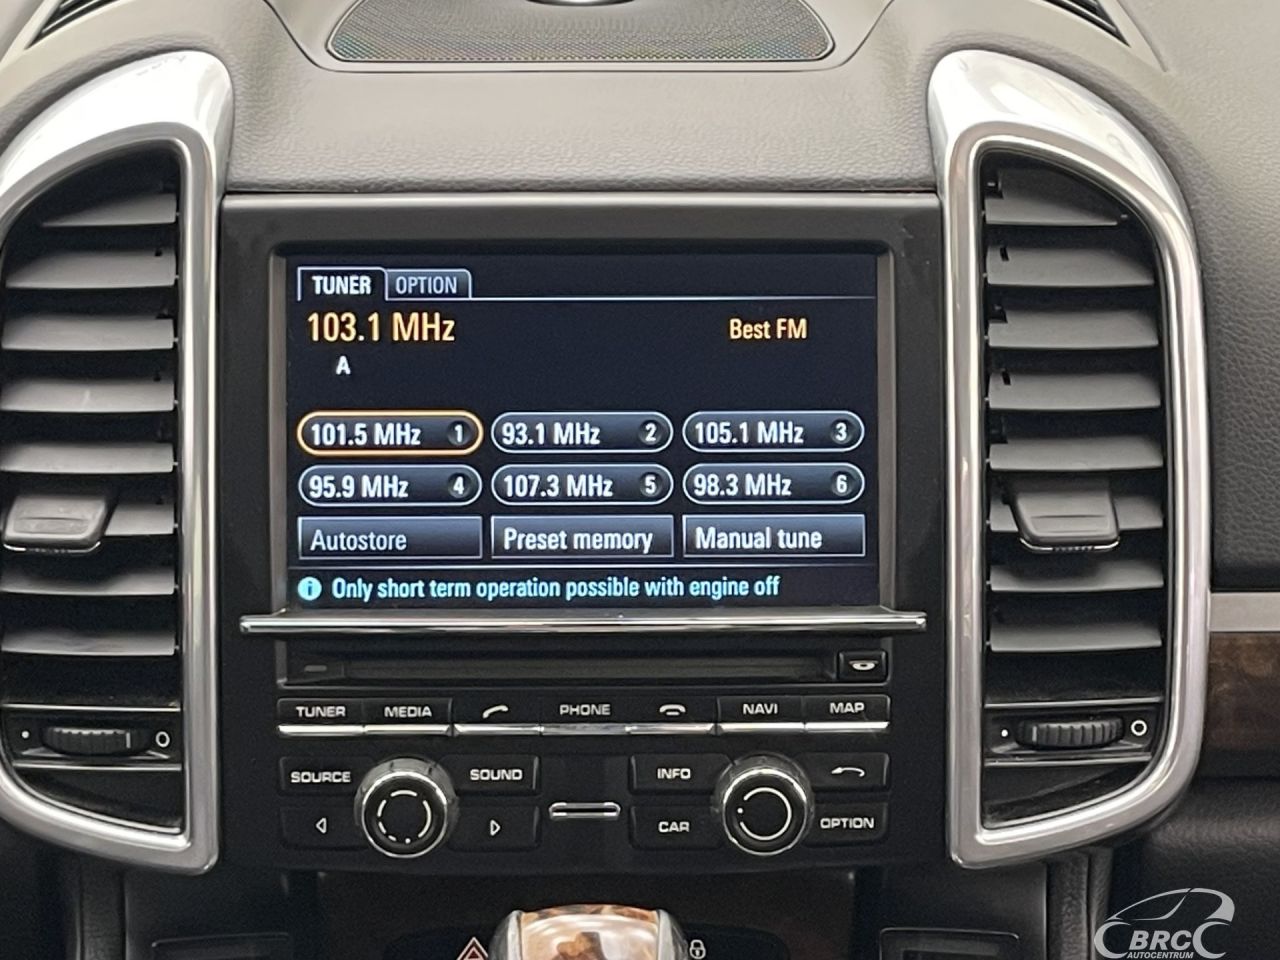 TUNER OPTION
103.1 MHz Best FM
A
101.5 MHz 1 93.1 MHz 2 105.1 MHz 3
95.9 MHz 4 107.3 MHz 5 98.3 MHz 6
Autostore Preset memory Manual tune
i Only short term operation possible with engine off
TUNER MEDIA PHONE NAVI MAP
SOURCE SOUND INFO
CAR OPTION
BRC
AUTOCENTRUM